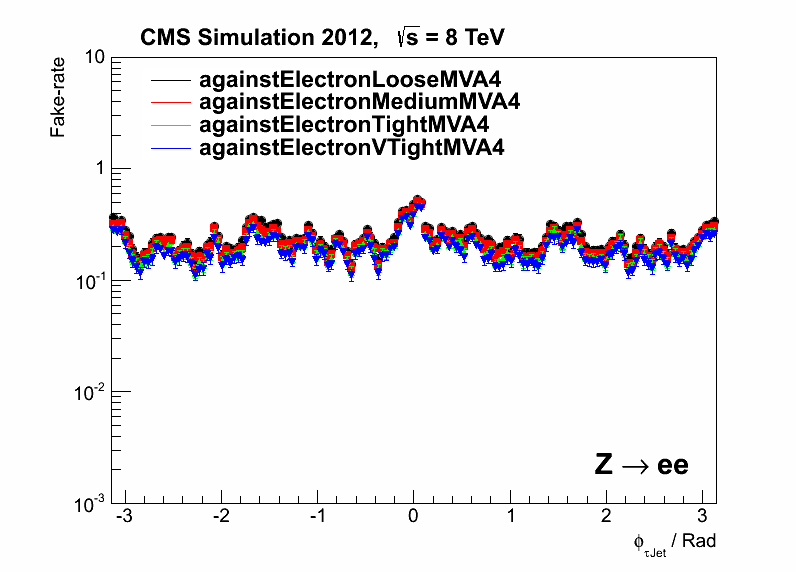 CMS Simulation 2012, √s = 8 TeV
Fake-rate
againstElectronLooseMVA4
againstElectronMediumMVA4
againstElectronTightMVA4
againstElectronVTightMVA4
10
1
10⁻¹
10⁻²
10⁻³
Z → ee
-3 -2 -1 0 1 2 3
ϕτJet / Rad